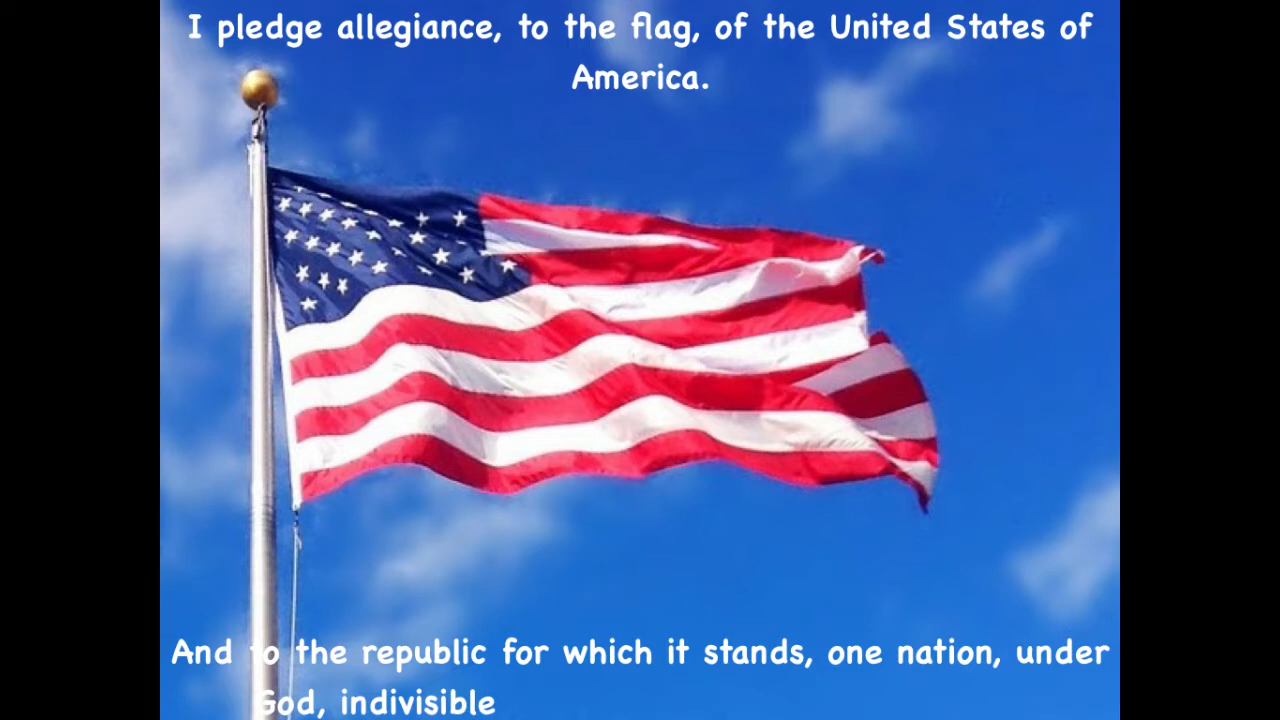 I pledge allegiance, to the flag, of the United States of
America.
And to the republic for which it stands, one nation, under
God, indivisible